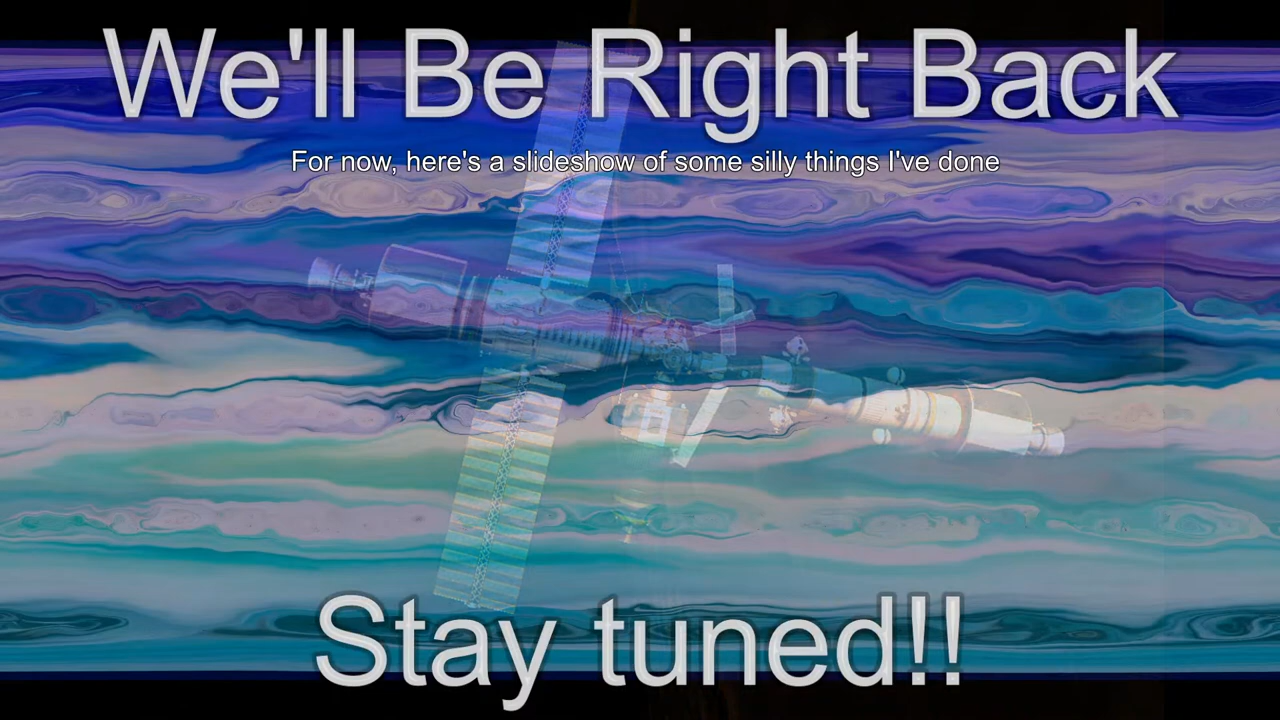 We'll Be Right Back
For now, here's a slideshow of some silly things I've done
Stay tuned!!